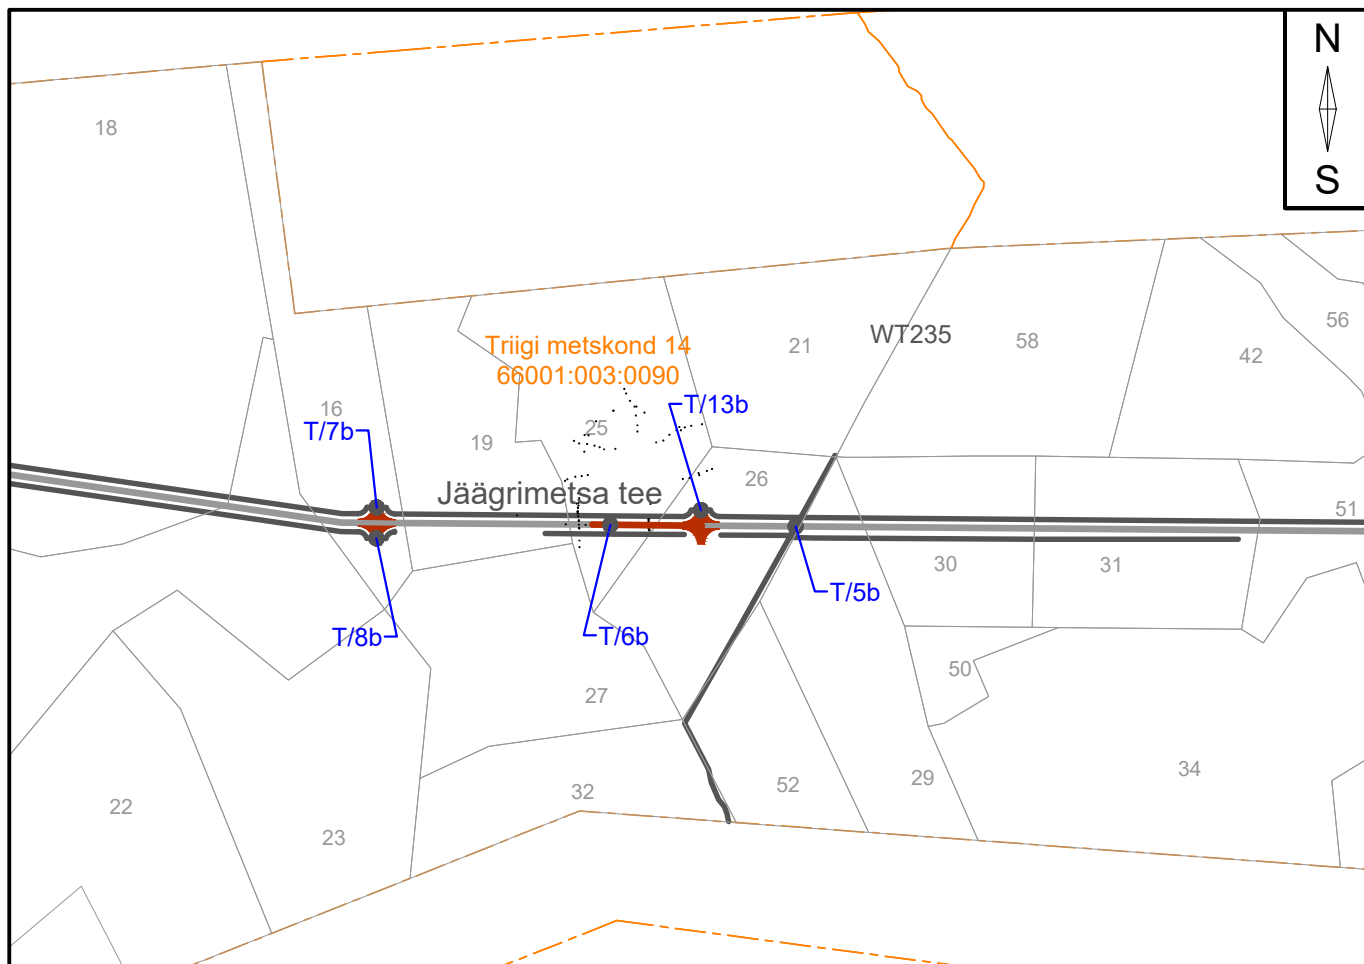 N
S
18
56
WT235
58
21
42
Triigi metskond 14
66001:003:0090
T/13b
16
25
T/7b
19
26
Jäägrimetsa tee
51
30
31
T/5b
T/8b
T/6b
50
27
34
29
52
32
22
23